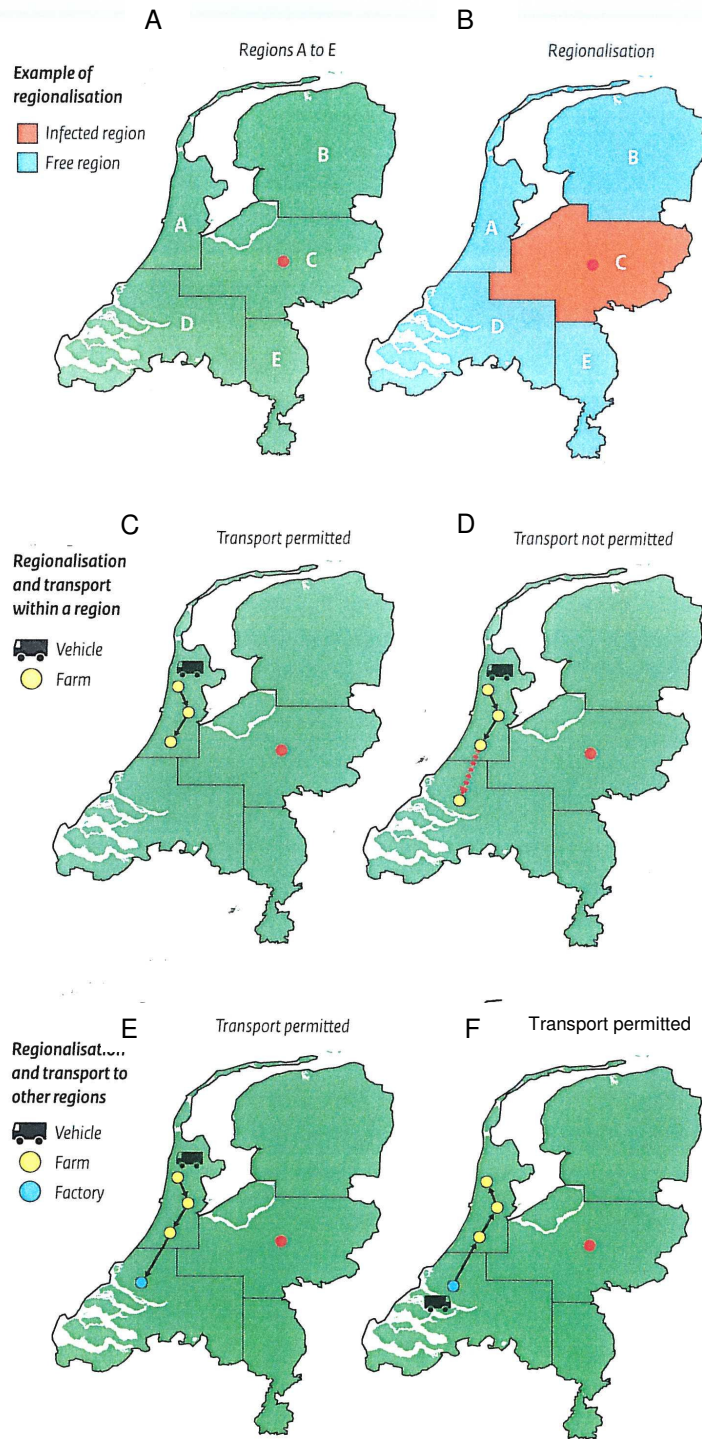 A
B
Regions A to E
Regionalisation
Example of
regionalisation
Infected region
Free region
B
A
C
D
E
B
A
C
D
E
C
D
Transport permitted
Transport not permitted
Regionalisation
and transport
within a region
Vehicle
Farm
E
F
Transport permitted
Transport permitted
Regionalisation
and transport to
other regions
Vehicle
Farm
Factory